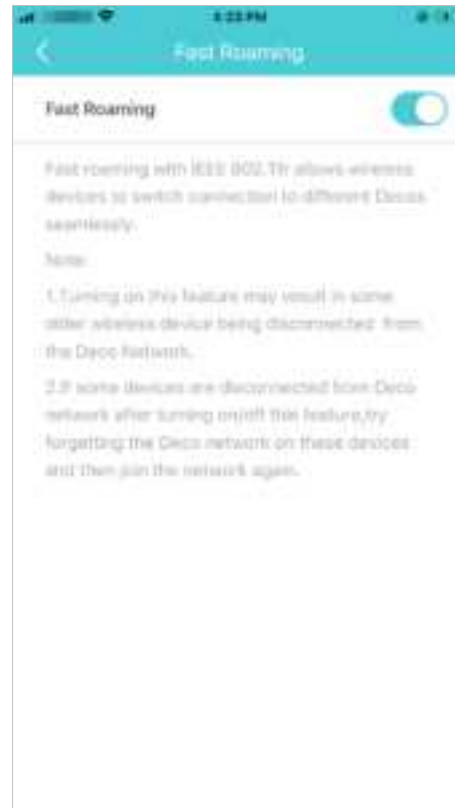 4:22 PM
Fast Roaming
Fast Roaming
Fast roaming with IEEE 802.11r allows wireless
devices to switch connection to different Decos
seamlessly.
Note:
1.Turning on this feature may result in some
older wireless device being disconnected from
the Deco Network.
2.If some devices are disconnected from Deco
network after turning on/off this feature,try
forgetting the Deco network on these devices
and then join the network again.